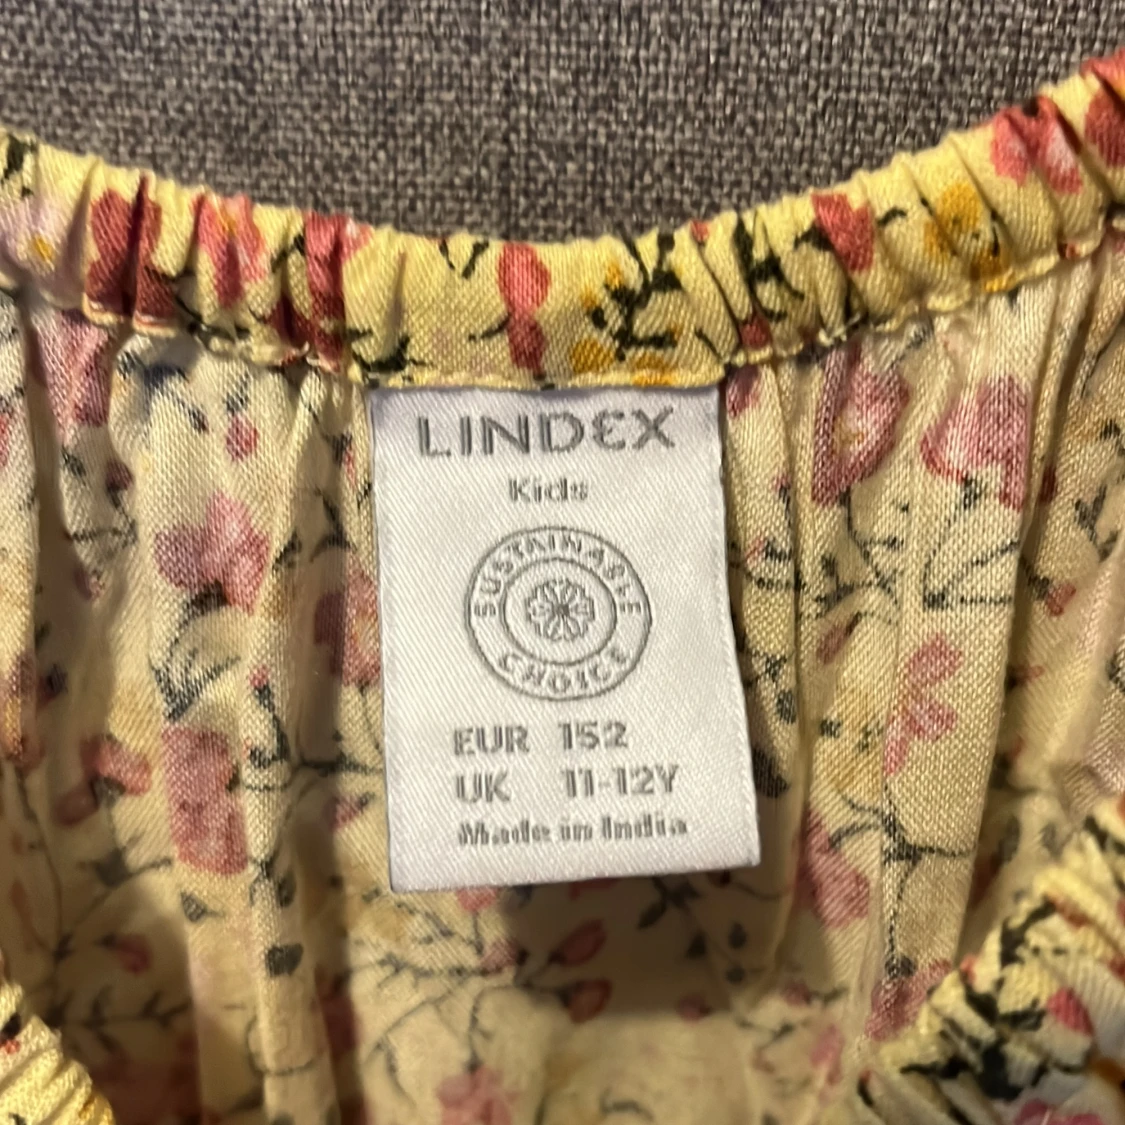 LINDEX
Kids
SUSTAINABLE
CHOICE
EUR 152
UK 11-12Y
Made in India